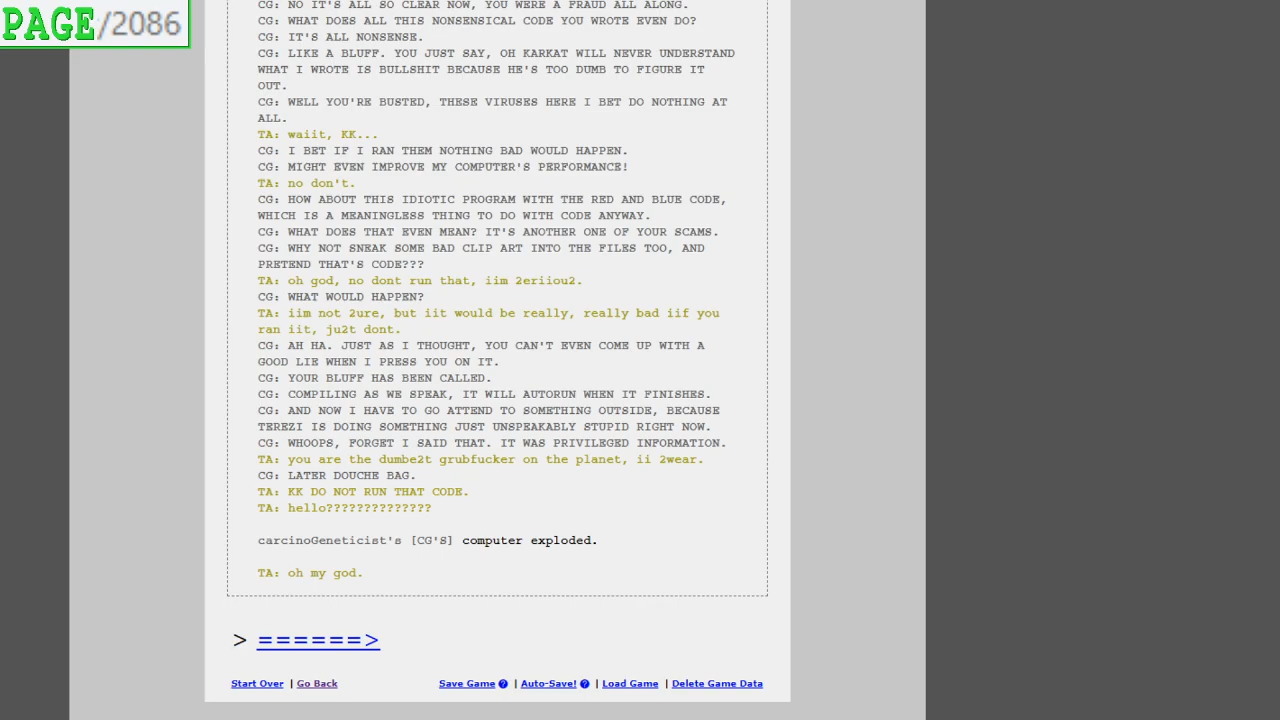 PAGE/2086
CG: NO IT'S ALL SO CLEAR NOW, YOU WERE A FRAUD ALL ALONG.
CG: WHAT DOES ALL THIS NONSENSICAL CODE YOU WROTE EVEN DO?
CG: IT'S ALL NONSENSE.
CG: LIKE A BLUFF. YOU JUST SAY, OH KARKAT WILL NEVER UNDERSTAND
WHAT I WROTE IS BULLSHIT BECAUSE HE'S TOO DUMB TO FIGURE IT
OUT.
CG: WELL YOU'RE BUSTED, THESE VIRUSES HERE I BET DO NOTHING AT
ALL.
TA: waiit, KK...
CG: I BET IF I RAN THEM NOTHING BAD WOULD HAPPEN.
CG: MIGHT EVEN IMPROVE MY COMPUTER'S PERFORMANCE!
TA: no don't.
CG: HOW ABOUT THIS IDIOTIC PROGRAM WITH THE RED AND BLUE CODE,
WHICH IS A MEANINGLESS THING TO DO WITH CODE ANYWAY.
CG: WHAT DOES THAT EVEN MEAN? IT'S ANOTHER ONE OF YOUR SCAMS.
CG: WHY NOT SNEAK SOME BAD CLIP ART INTO THE FILES TOO, AND
PRETEND THAT'S CODE???
TA: oh god, no dont run that, iim 2eriiou2.
CG: WHAT WOULD HAPPEN?
TA: iim not 2ure, but iit would be really, really bad iif you
ran iit, ju2t dont.
CG: AH HA. JUST AS I THOUGHT, YOU CAN'T EVEN COME UP WITH A
GOOD LIE WHEN I PRESS YOU ON IT.
CG: YOUR BLUFF HAS BEEN CALLED.
CG: COMPILING AS WE SPEAK, IT WILL AUTORUN WHEN IT FINISHES.
CG: AND NOW I HAVE TO GO ATTEND TO SOMETHING OUTSIDE, BECAUSE
TEREZI IS DOING SOMETHING JUST UNSPEAKABLY STUPID RIGHT NOW.
CG: WHOOPS, FORGET I SAID THAT. IT WAS PRIVILEGED INFORMATION.
TA: you are the dumbe2t grubfucker on the planet, ii 2wear.
CG: LATER DOUCHE BAG.
TA: KK DO NOT RUN THAT CODE.
TA: hello??????????????
carcinoGeneticist's [CG'S] computer exploded.
TA: oh my god.
> ======>
Start Over | Go Back Save Game ? | Auto-Save! ? | Load Game | Delete Game Data